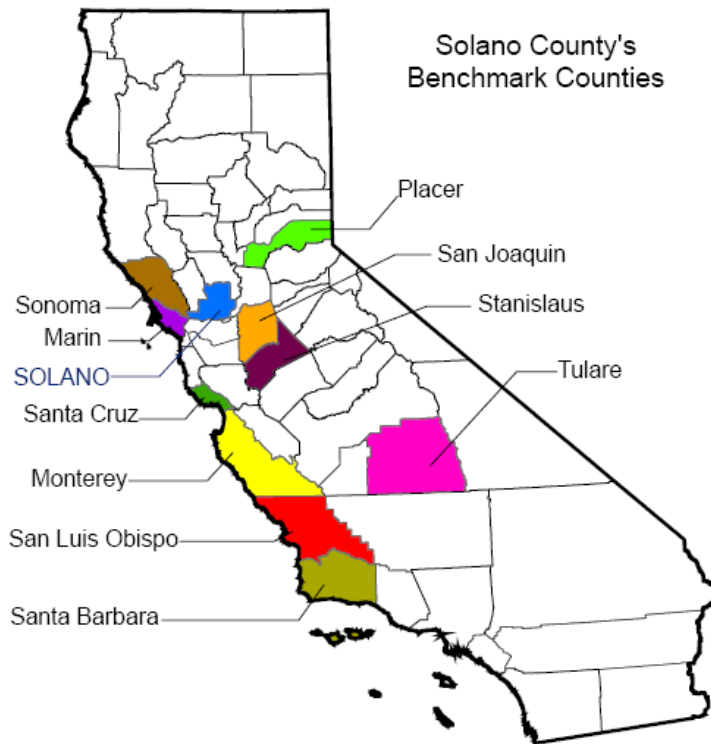 Solano County's
Benchmark Counties
Placer
San Joaquin
Sonoma
Stanislaus
Marin
SOLANO
Tulare
Santa Cruz
Monterey
San Luis Obispo
Santa Barbara